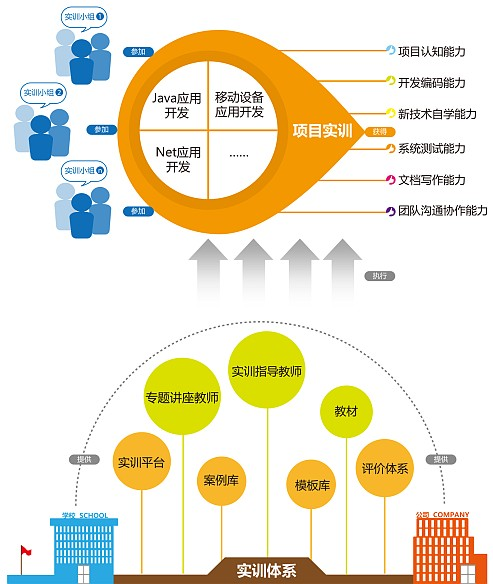 实训小组1
参加
实训小组2
参加
实训小组n
参加
Java应用
开发
移动设备
应用开发
Net应用
开发
......
项目实训
获得
项目认知能力
开发编码能力
新技术自学能力
系统测试能力
文档写作能力
团队沟通协作能力
执行
实训指导教师
专题讲座教师
教材
实训平台
案例库
模板库
评价体系
提供
提供
学校 SCHOOL
公司 COMPANY
实训体系